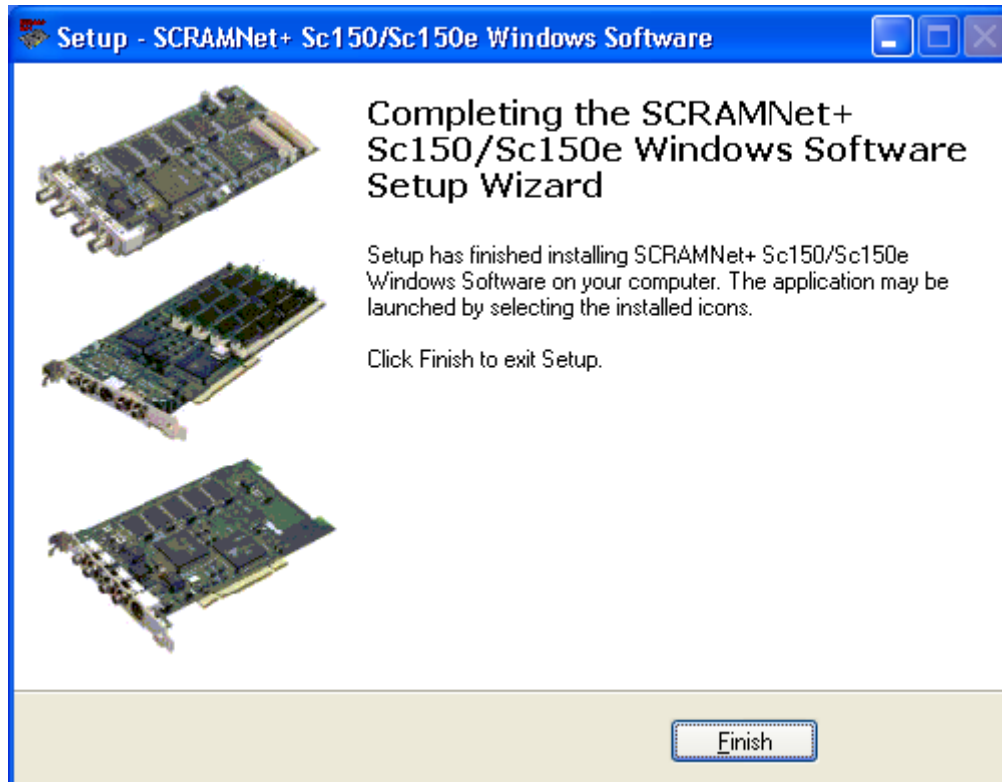 Setup - SCRAMNet+ Sc150/Sc150e Windows Software
Completing the SCRAMNet+
Sc150/Sc150e Windows Software
Setup Wizard
Setup has finished installing SCRAMNet+ Sc150/Sc150e
Windows Software on your computer. The application may be
launched by selecting the installed icons.
Click Finish to exit Setup.
Finish